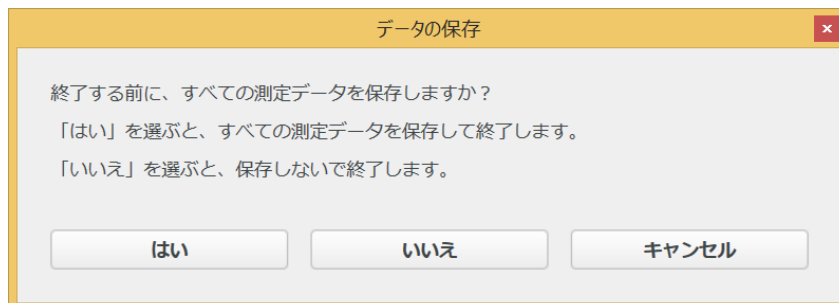 データの保存
終了する前に、すべての測定データを保存しますか？
「はい」を選ぶと、すべての測定データを保存して終了します。
「いいえ」を選ぶと、保存しないで終了します。
はい いいえ キャンセル